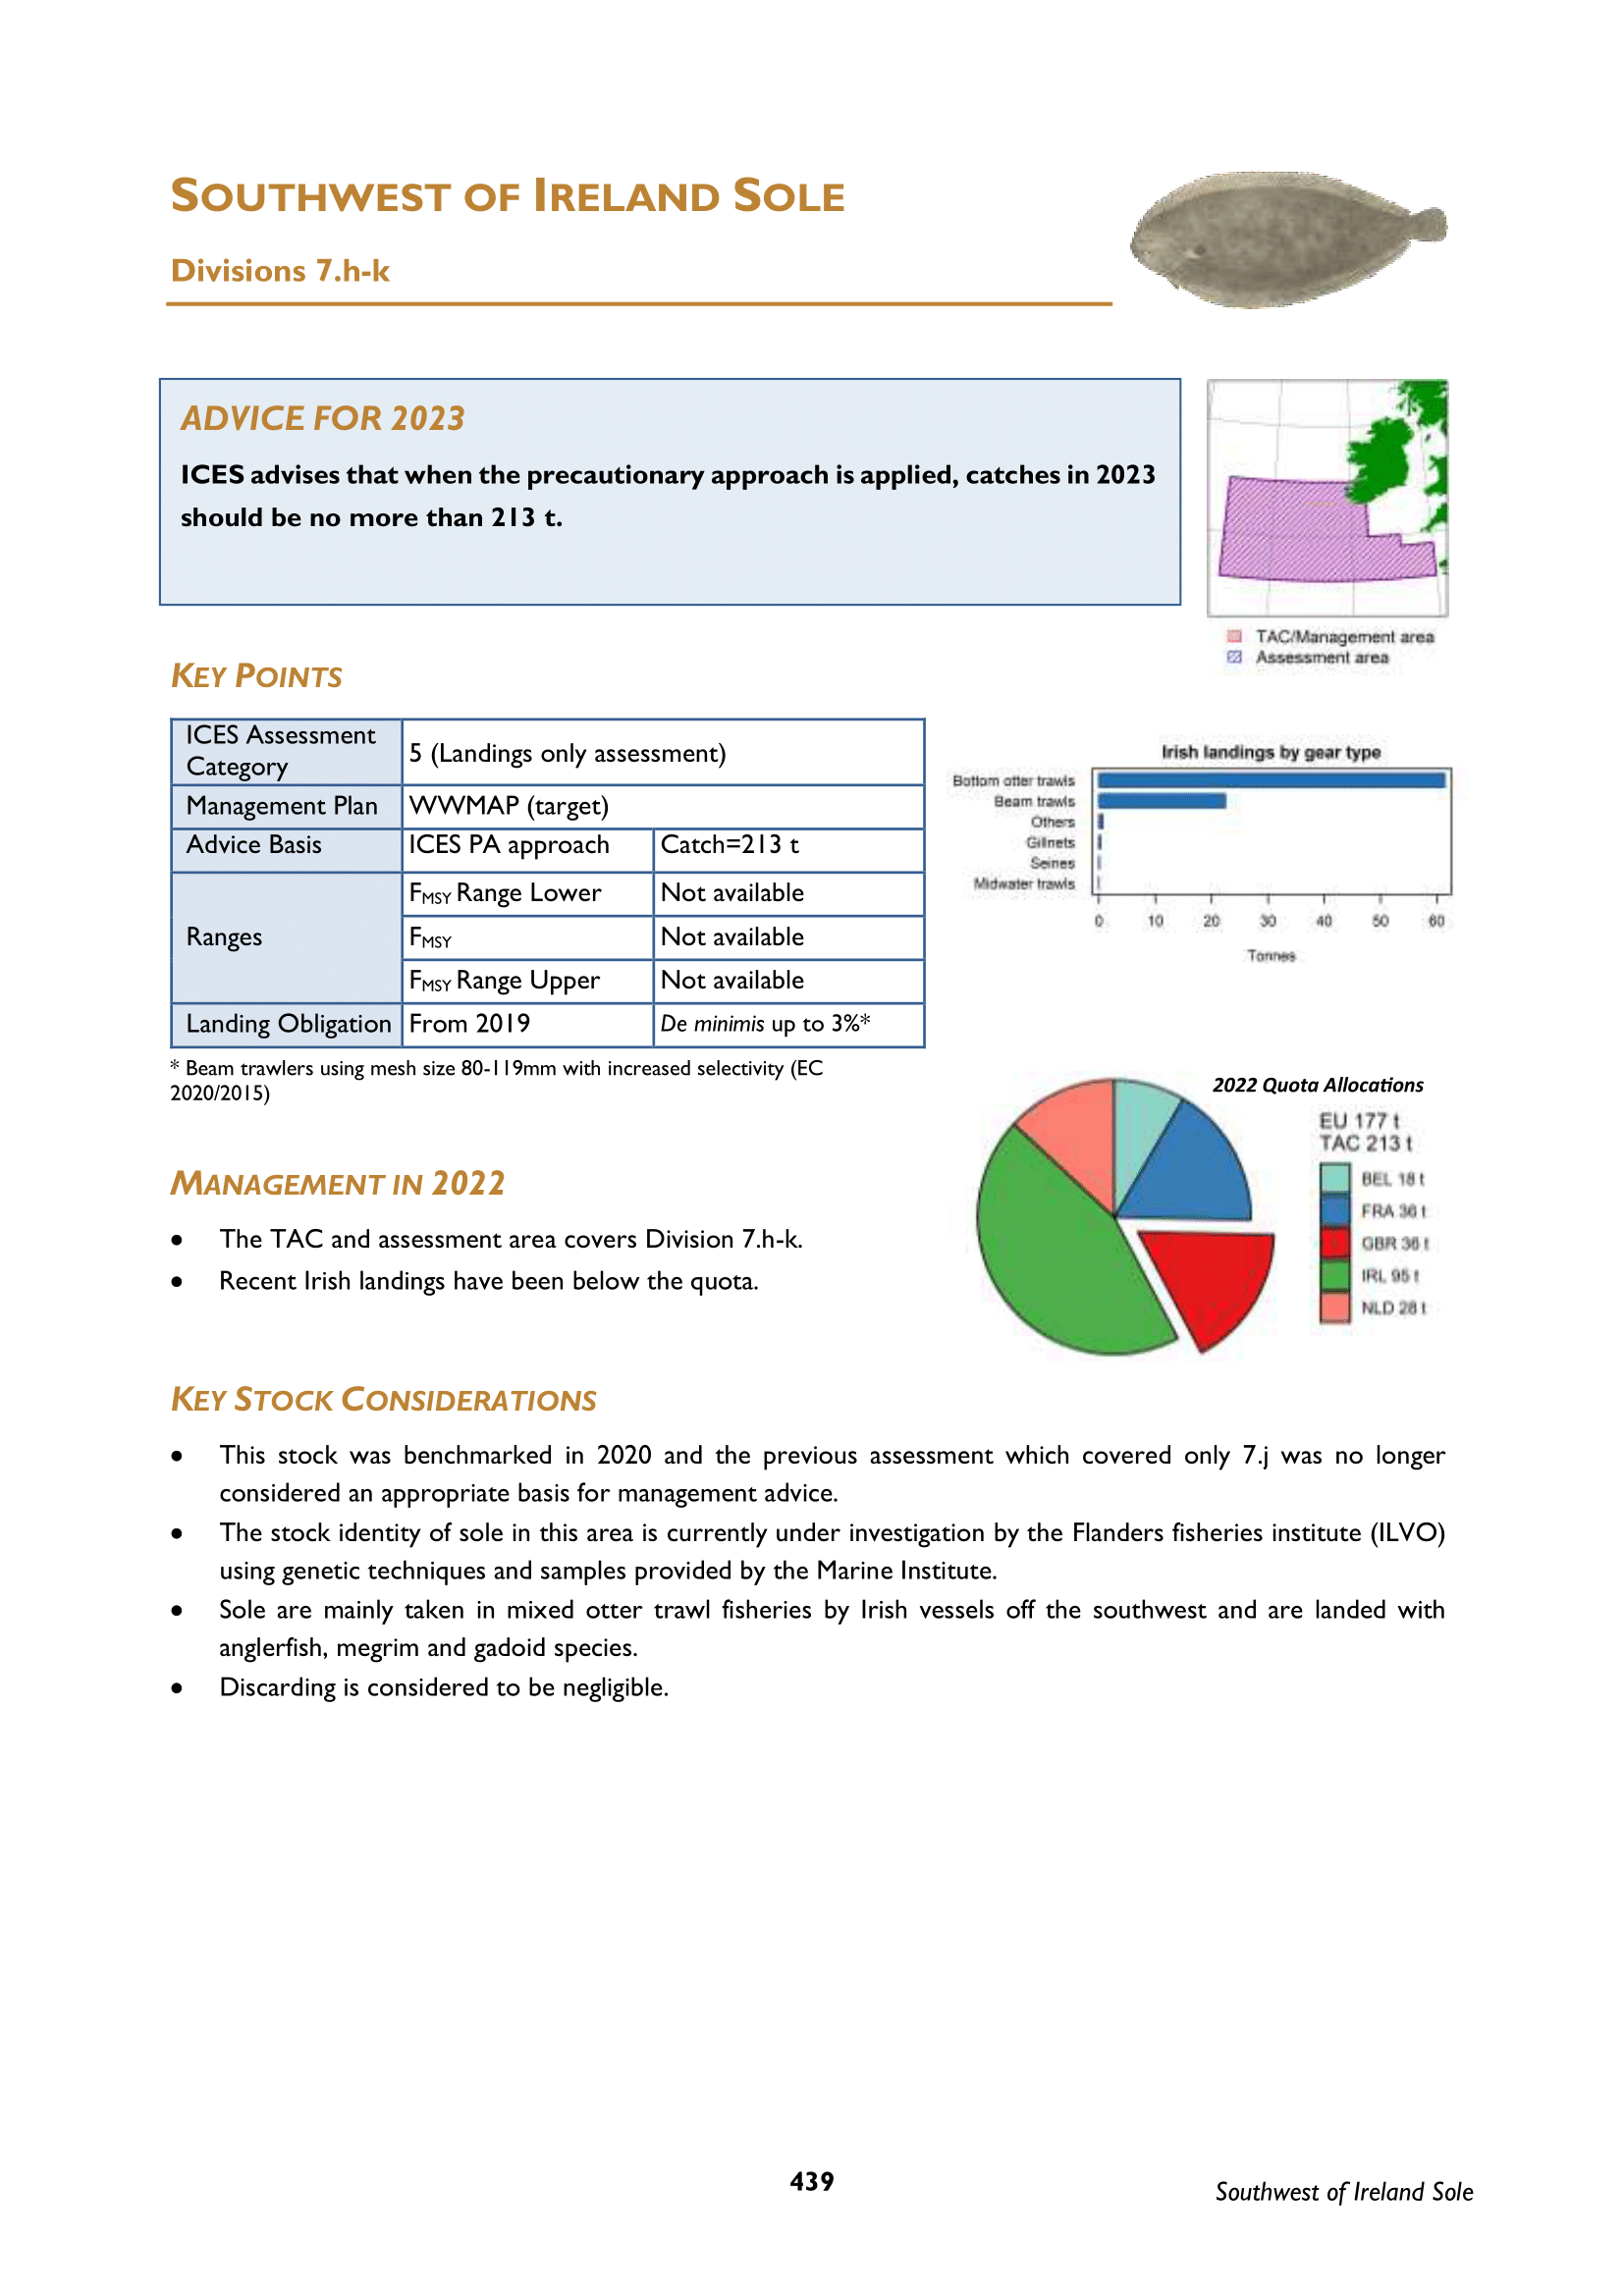 SOUTHWEST OF IRELAND SOLE
Divisions 7.h-k
ADVICE FOR 2023
ICES advises that when the precautionary approach is applied, catches in 2023
should be no more than 213 t.
TAC/Management area
Assessment area
KEY POINTS
ICES Assessment
Category
5 (Landings only assessment)
Management Plan
WWMAP (target)
Advice Basis
ICES PA approach
Catch=213 t
Ranges
FMSY Range Lower
Not available
FMSY
Not available
FMSY Range Upper
Not available
Landing Obligation
From 2019
De minimis up to 3%*
* Beam trawlers using mesh size 80-119mm with increased selectivity (EC
2020/2015)
Irish landings by gear type
Bottom otter trawls
Beam trawls
Others
Gillnets
Seines
Midwater trawls
0 10 20 30 40 50 60
Tonnes
2022 Quota Allocations
EU 177 t
TAC 213 t
BEL 18 t
FRA 36 t
GBR 36 t
IRL 95 t
NLD 28 t
MANAGEMENT IN 2022
• The TAC and assessment area covers Division 7.h-k.
• Recent Irish landings have been below the quota.
KEY STOCK CONSIDERATIONS
• This stock was benchmarked in 2020 and the previous assessment which covered only 7.j was no longer
considered an appropriate basis for management advice.
• The stock identity of sole in this area is currently under investigation by the Flanders fisheries institute (ILVO)
using genetic techniques and samples provided by the Marine Institute.
• Sole are mainly taken in mixed otter trawl fisheries by Irish vessels off the southwest and are landed with
anglerfish, megrim and gadoid species.
• Discarding is considered to be negligible.
439
Southwest of Ireland Sole